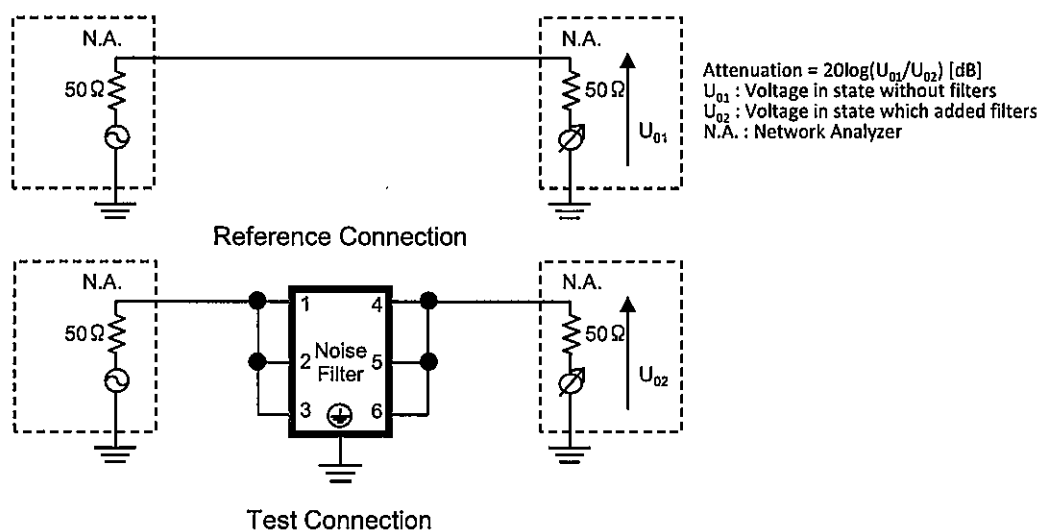 N.A.
N.A.
50Ω
50Ω
U01
Attenuation = 20log(U01/U02) [dB]
U01 : Voltage in state without filters
U02 : Voltage in state which added filters
N.A. : Network Analyzer
Reference Connection
N.A.
N.A.
50Ω
50Ω
U02
1
4
2
Noise
Filter
5
3
6
Test Connection